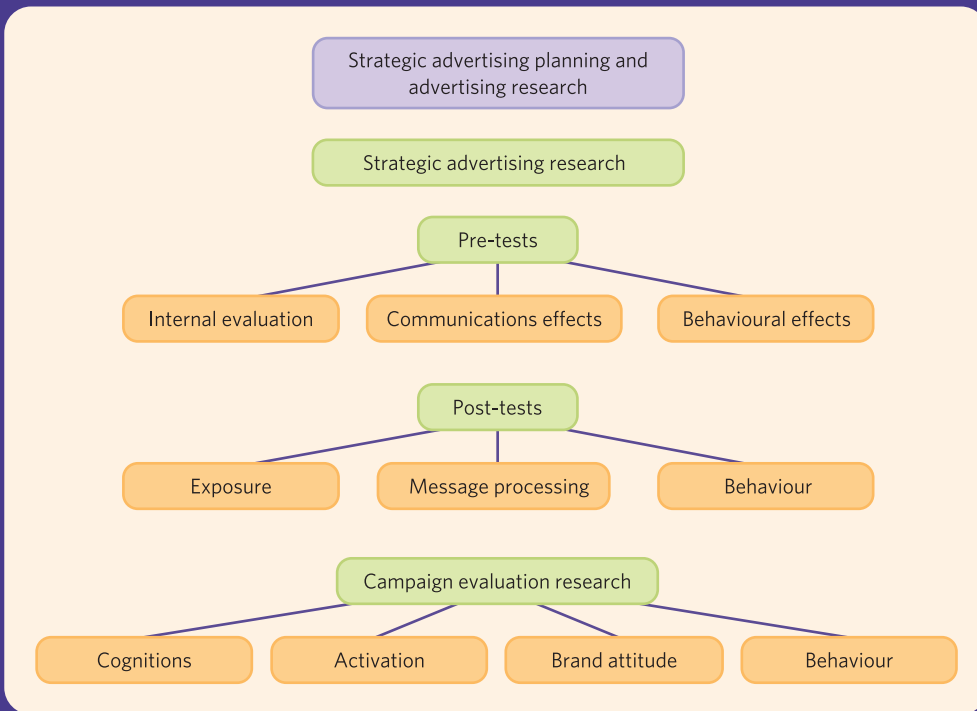 Strategic advertising planning and
advertising research
Strategic advertising research
Pre-tests
Internal evaluation
Communications effects
Behavioural effects
Post-tests
Exposure
Message processing
Behaviour
Campaign evaluation research
Cognitions
Activation
Brand attitude
Behaviour